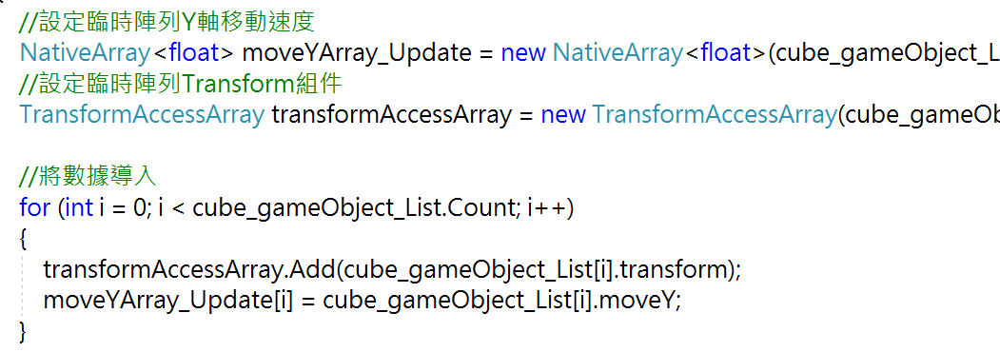 //設定臨時陣列Y軸移動速度
NativeArray<float> moveYArray_Update = new NativeArray<float>(cube_gameObject_L
//設定臨時陣列Transform組件
TransformAccessArray transformAccessArray = new TransformAccessArray(cube_gameOb
//將數據導入
for (int i = 0; i < cube_gameObject_List.Count; i++)
{
transformAccessArray.Add(cube_gameObject_List[i].transform);
moveYArray_Update[i] = cube_gameObject_List[i].moveY;
}